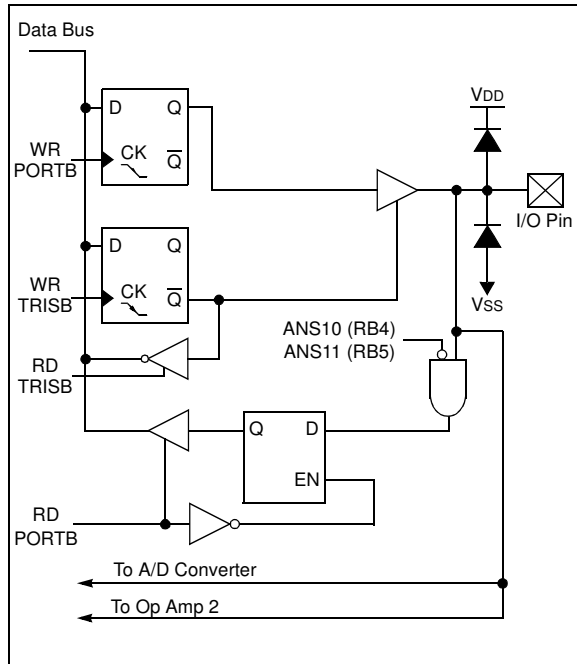 Data Bus
D Q
WR
PORTB
CK
Q
VDD
I/O Pin
D Q
WR
TRISB
CK
Q
VSS
ANS10 (RB4)
ANS11 (RB5)
RD
TRISB
Q D
EN
RD
PORTB
To A/D Converter
To Op Amp 2